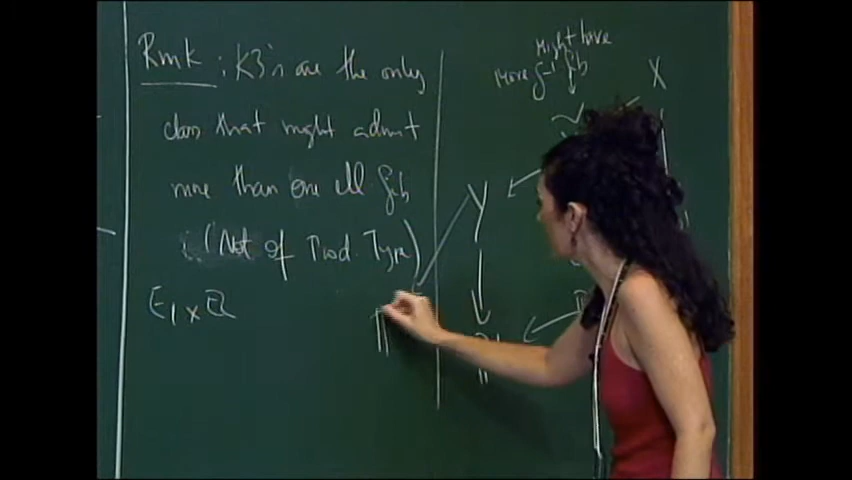 Rmk : K3's are the only
class that might admit
more than one ell. fib
(Not of Prod. Type)
E1 x E2
Might have
More g-1 fib
X
Y